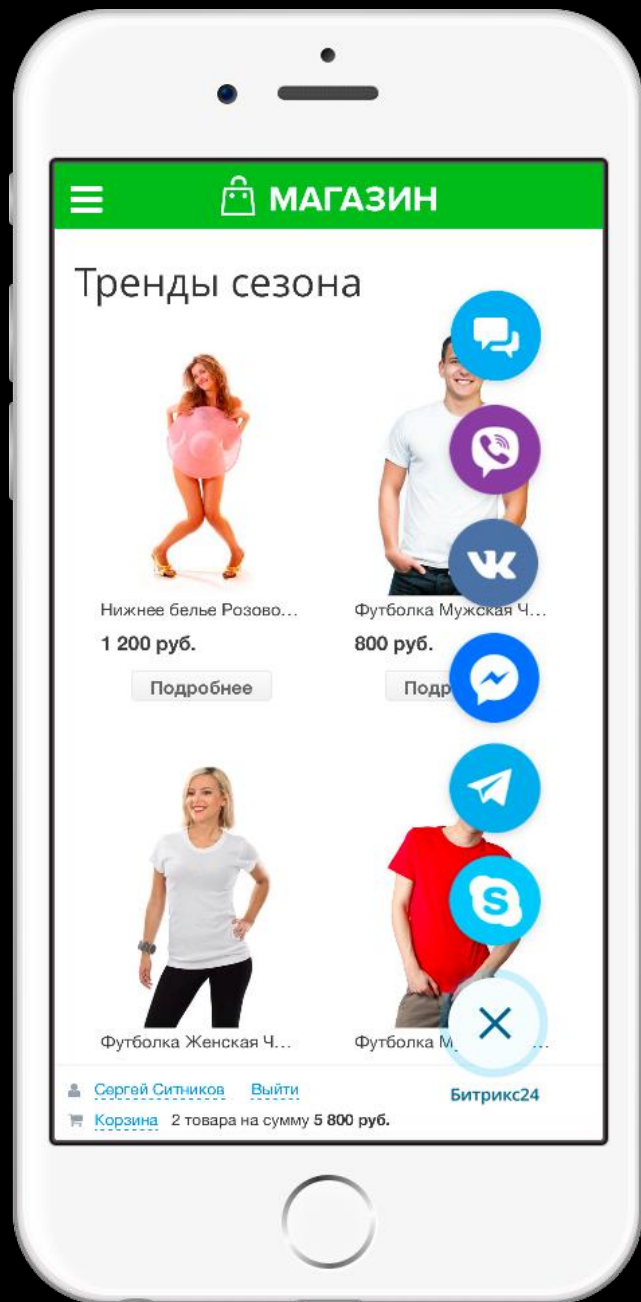 МАГАЗИН
Тренды сезона
Нижнее белье Розово...
1 200 руб.
Подробнее
Футболка Мужская Ч...
800 руб.
Подр
Футболка Женская Ч...
Футболка М
Сергей Ситников Выйти
Корзина 2 товара на сумму 5 800 руб.
Битрикс24